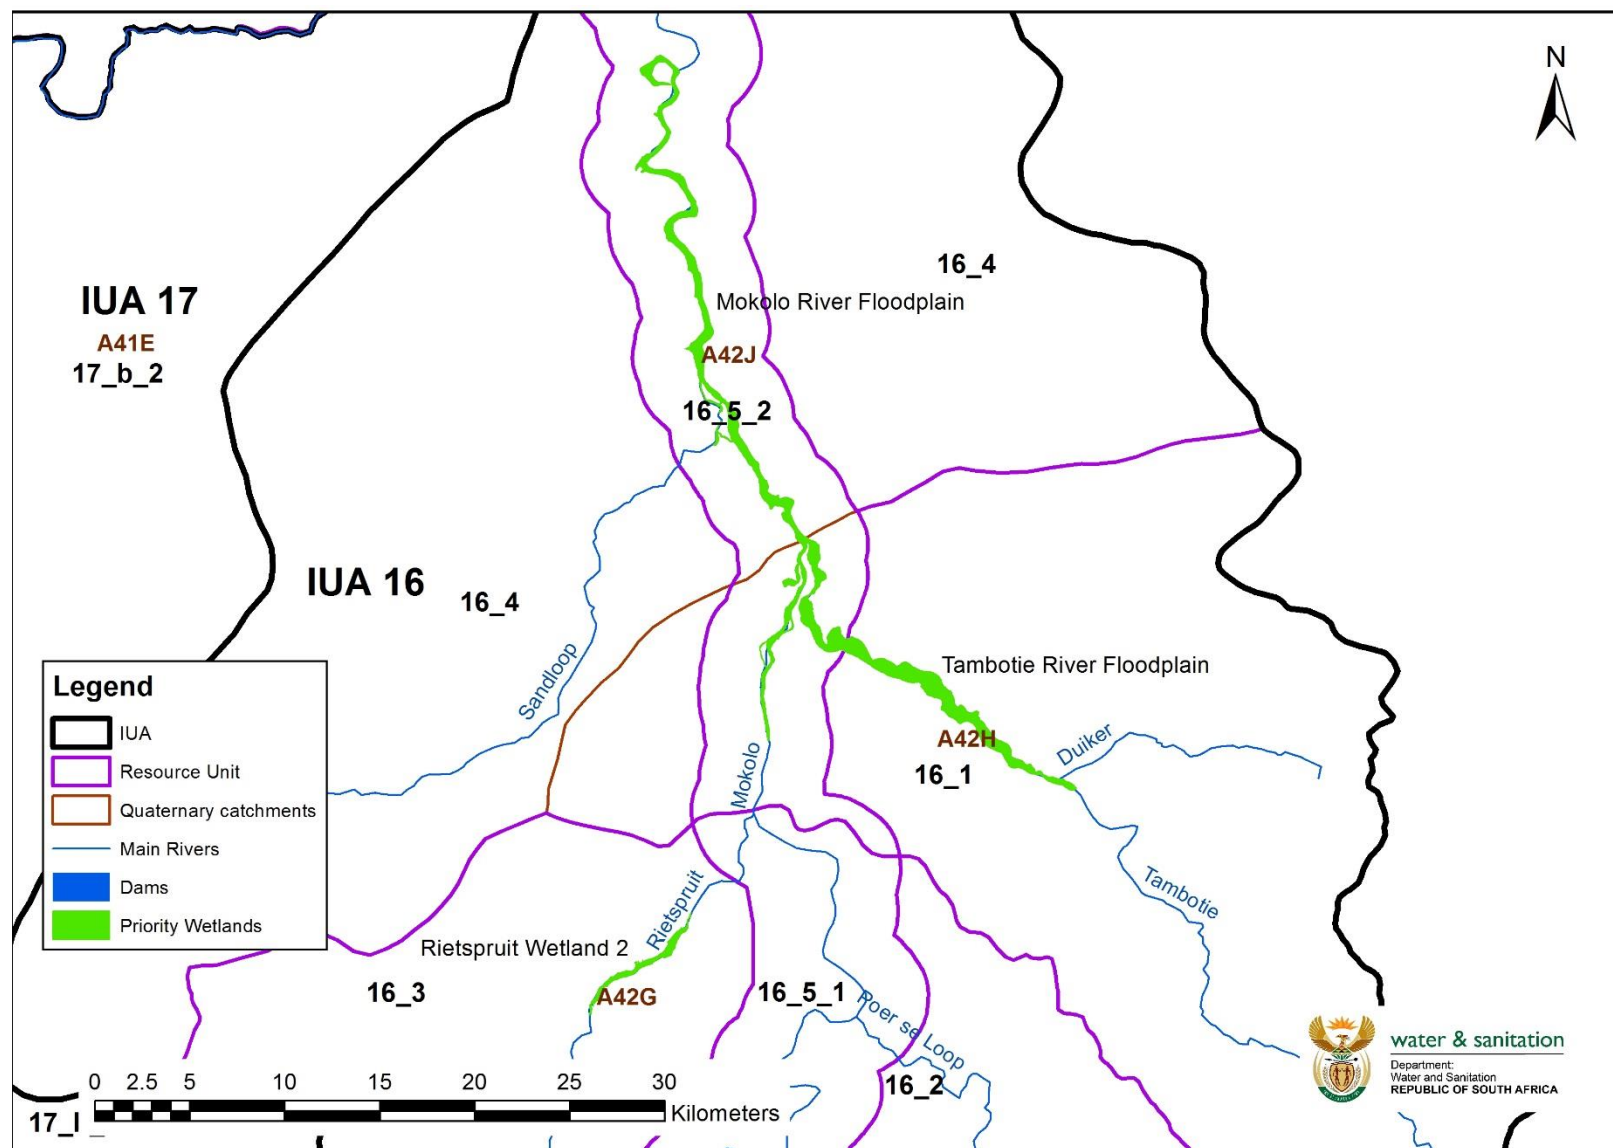 N
16_4
IUA 17
Mokolo River Floodplain
A41E
A42J
17_b_2
16_5_2
IUA 16
16_4
Sandloop
Tambotie River Floodplain
Legend
IUA
Resource Unit
Quaternary catchments
Main Rivers
Dams
Priority Wetlands
A42H
Duiker
16_1
Mokolo
Tambotie
Rietspruit
Rietspruit Wetland 2
16_3
A42G
16_5_1
Poer se Loop
16_2
water & sanitation
Department:
Water and Sanitation
REPUBLIC OF SOUTH AFRICA
0 2.5 5 10 15 20 25 30
Kilometers